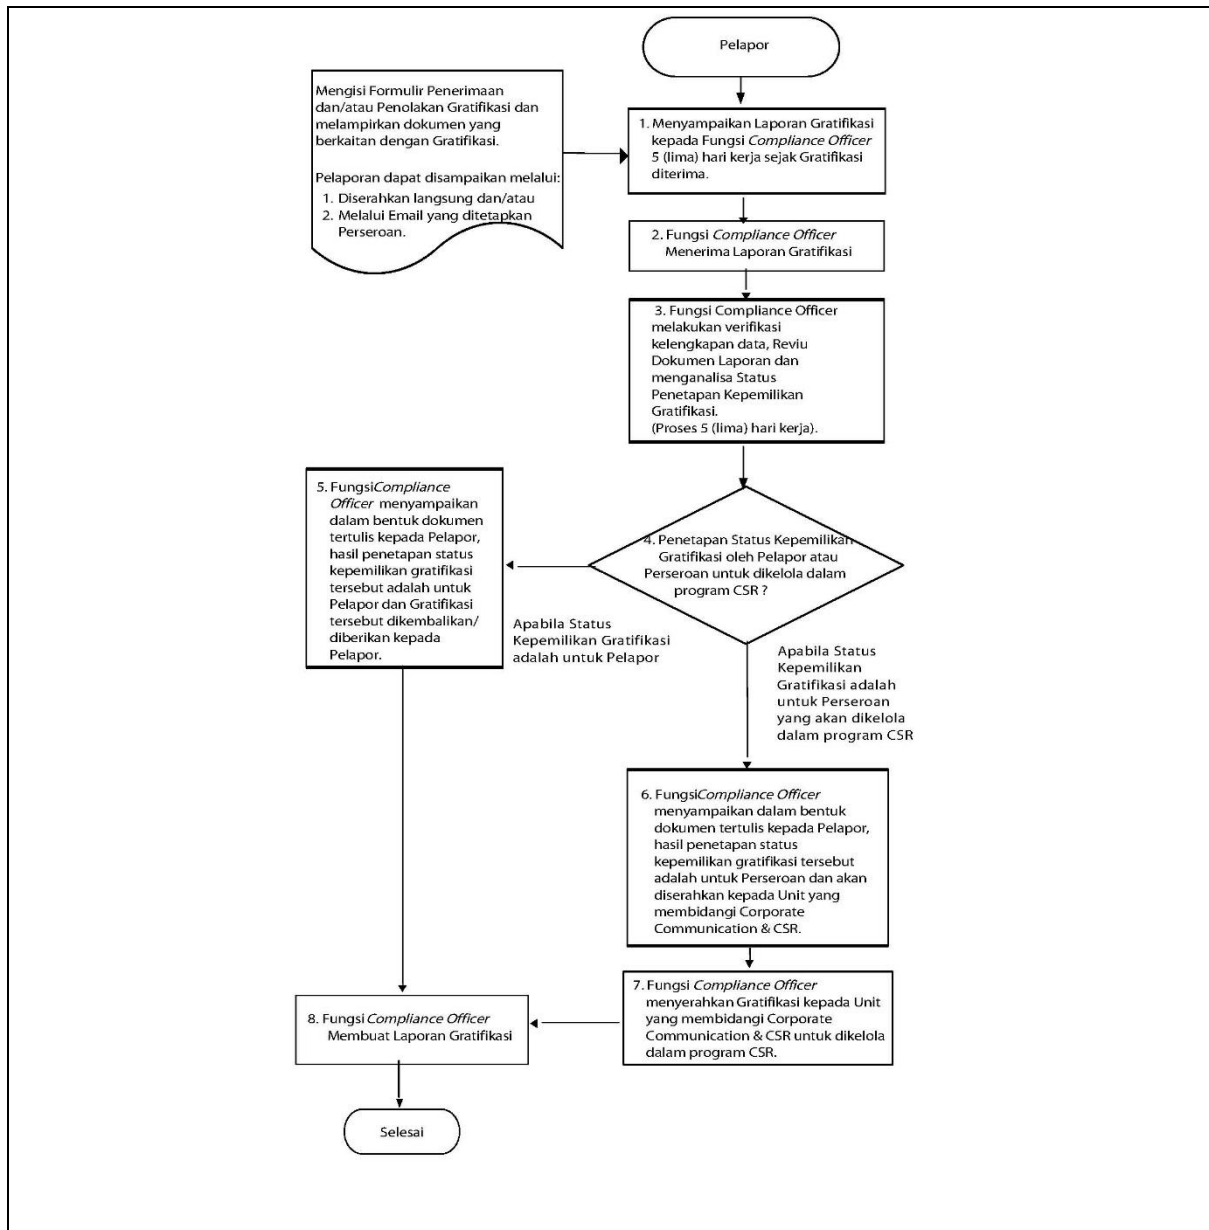 Pelapor
Mengisi Formulir Penerimaan
dan/atau Penolakan Gratifikasi dan
melampirkan dokumen yang
berkaitan dengan Gratifikasi.
Pelaporan dapat disampaikan melalui:
1. Diserahkan langsung dan/atau
2. Melalui Email yang ditetapkan
Perseroan.
1. Menyampaikan Laporan Gratifikasi
kepada Fungsi Compliance Officer
5 (lima) hari kerja sejak Gratifikasi
diterima.
2. Fungsi Compliance Officer
Menerima Laporan Gratifikasi
3. Fungsi Compliance Officer
melakukan verifikasi
kelengkapan data, Reviu
Dokumen Laporan dan
menganalisa Status
Penetapan Kepemilikan
Gratifikasi.
(Proses 5 (lima) hari kerja).
4. Penetapan Status Kepemilikan
Gratifikasi oleh Pelapor atau
Perseroan untuk dikelola dalam
program CSR ?
5. FungsiCompliance
Officer menyampaikan
dalam bentuk dokumen
tertulis kepada Pelapor,
hasil penetapan status
kepemilikan gratifikasi
tersebut adalah untuk
Pelapor dan Gratifikasi
tersebut dikembalikan/
diberikan kepada
Pelapor.
Apabila Status
Kepemilikan Gratifikasi
adalah untuk Pelapor
Apabila Status
Kepemilikan
Gratifikasi adalah
untuk Perseroan
yang akan dikelola
dalam program CSR
6. FungsiCompliance Officer
menyampaikan dalam bentuk
dokumen tertulis kepada Pelapor,
hasil penetapan status
kepemilikan gratifikasi tersebut
adalah untuk Perseroan dan akan
diserahkan kepada Unit yang
membidangi Corporate
Communication & CSR.
7. Fungsi Compliance Officer
menyerahkan Gratifikasi kepada Unit
yang membidangi Corporate
Communication & CSR untuk dikelola
dalam program CSR.
8. Fungsi Compliance Officer
Membuat Laporan Gratifikasi
Selesai